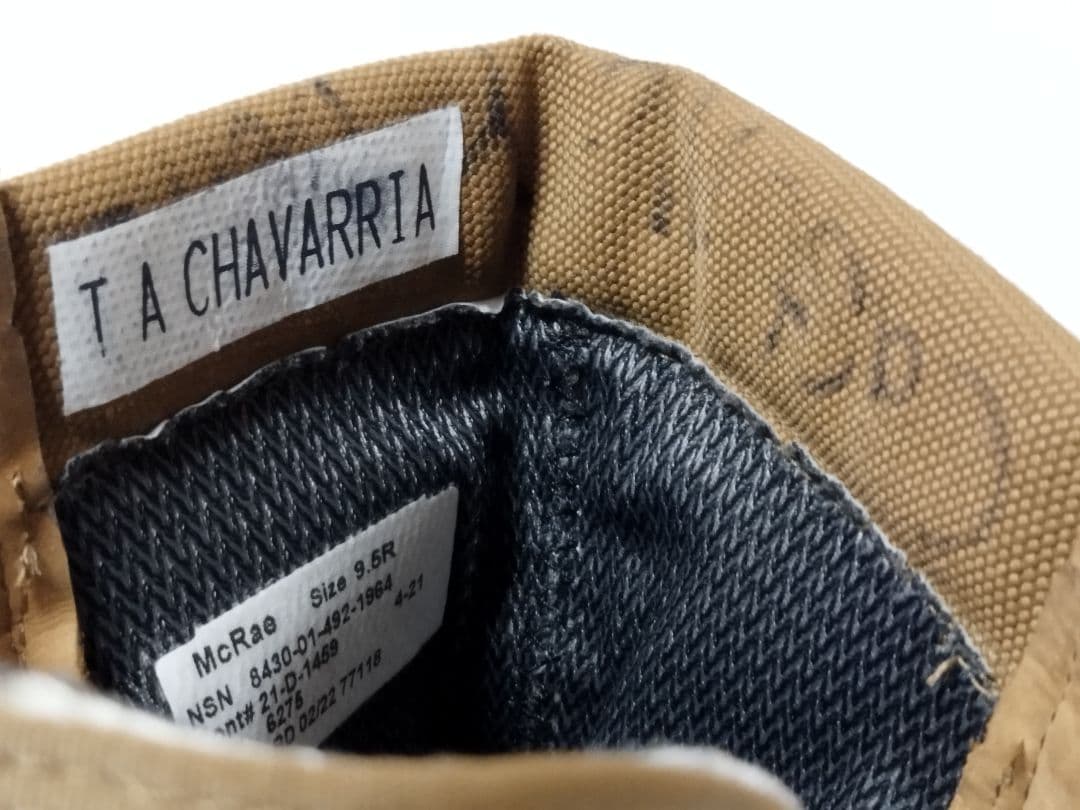 T A CHAVARRIA
McRae Size 9.5R
NSN 8430-01-492-1964
21-D-1459 4-21
6275
02/22 77118